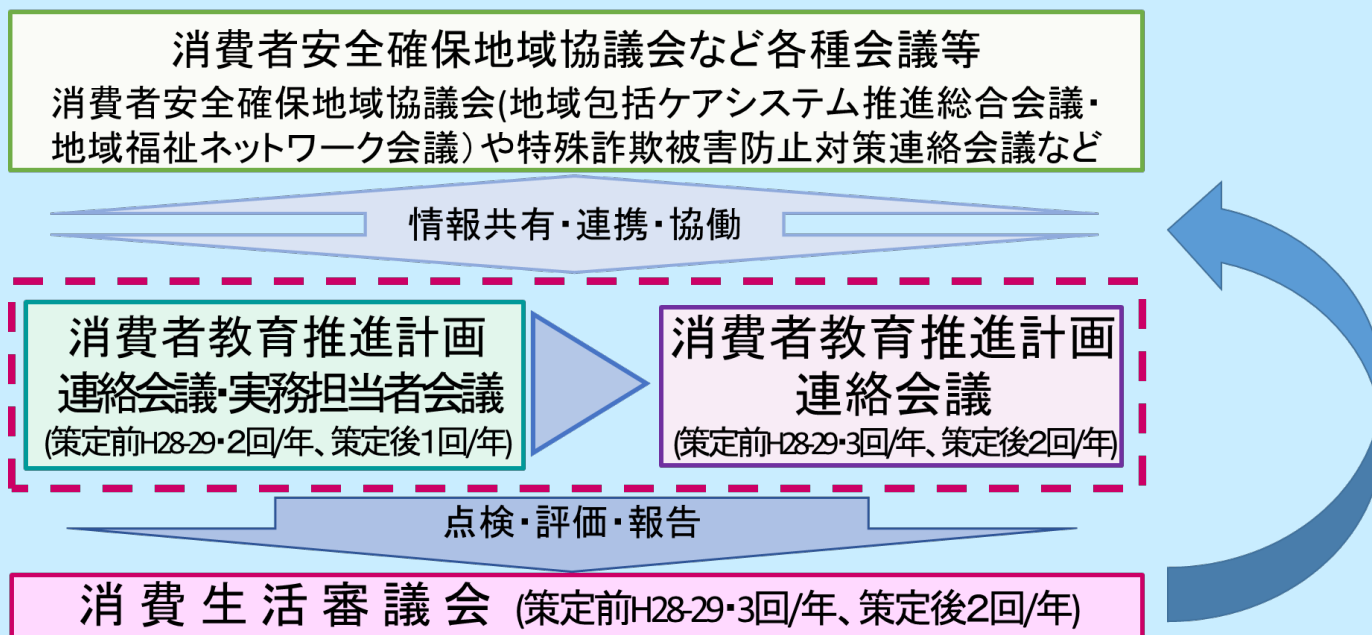 消費者安全確保地域協議会など各種会議等
消費者安全確保地域協議会(地域包括ケアシステム推進総合会議・
地域福祉ネットワーク会議)や特殊詐欺被害防止対策連絡会議など
情報共有・連携・協働
消費者教育推進計画
連絡会議・実務担当者会議
(策定前H28-29・2回/年、策定後1回/年)
消費者教育推進計画
連絡会議
(策定前H28-29・3回/年、策定後2回/年)
点検・評価・報告
消費生活審議会 (策定前H28-29・3回/年、策定後2回/年)